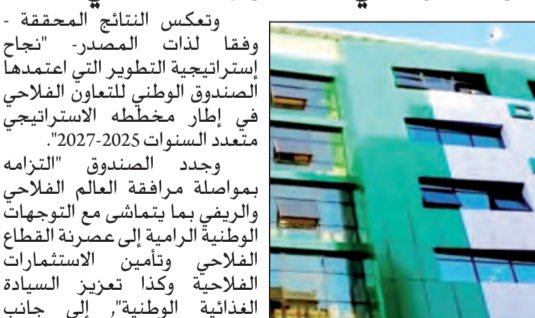 وتعكس النتائج المحققة -
وفقا لذات المصدر- "نجاح
إستراتيجية التطوير التي اعتمدها
الصندوق الوطني للتعاون الفلاحي
في إطار مخططه الاستراتيجي
متعدد السنوات 2025-2027".
وجدد الصندوق "التزامه
بمواصلة مرافقة العالم الفلاحي
والريفي بما يتماشى مع التوجهات
الوطنية الرامية إلى عصرنة القطاع
الفلاحي وتأمين الاستثمارات
الفلاحية وكذا تعزيز السيادة
الغذائية الوطنية", إلى جانب